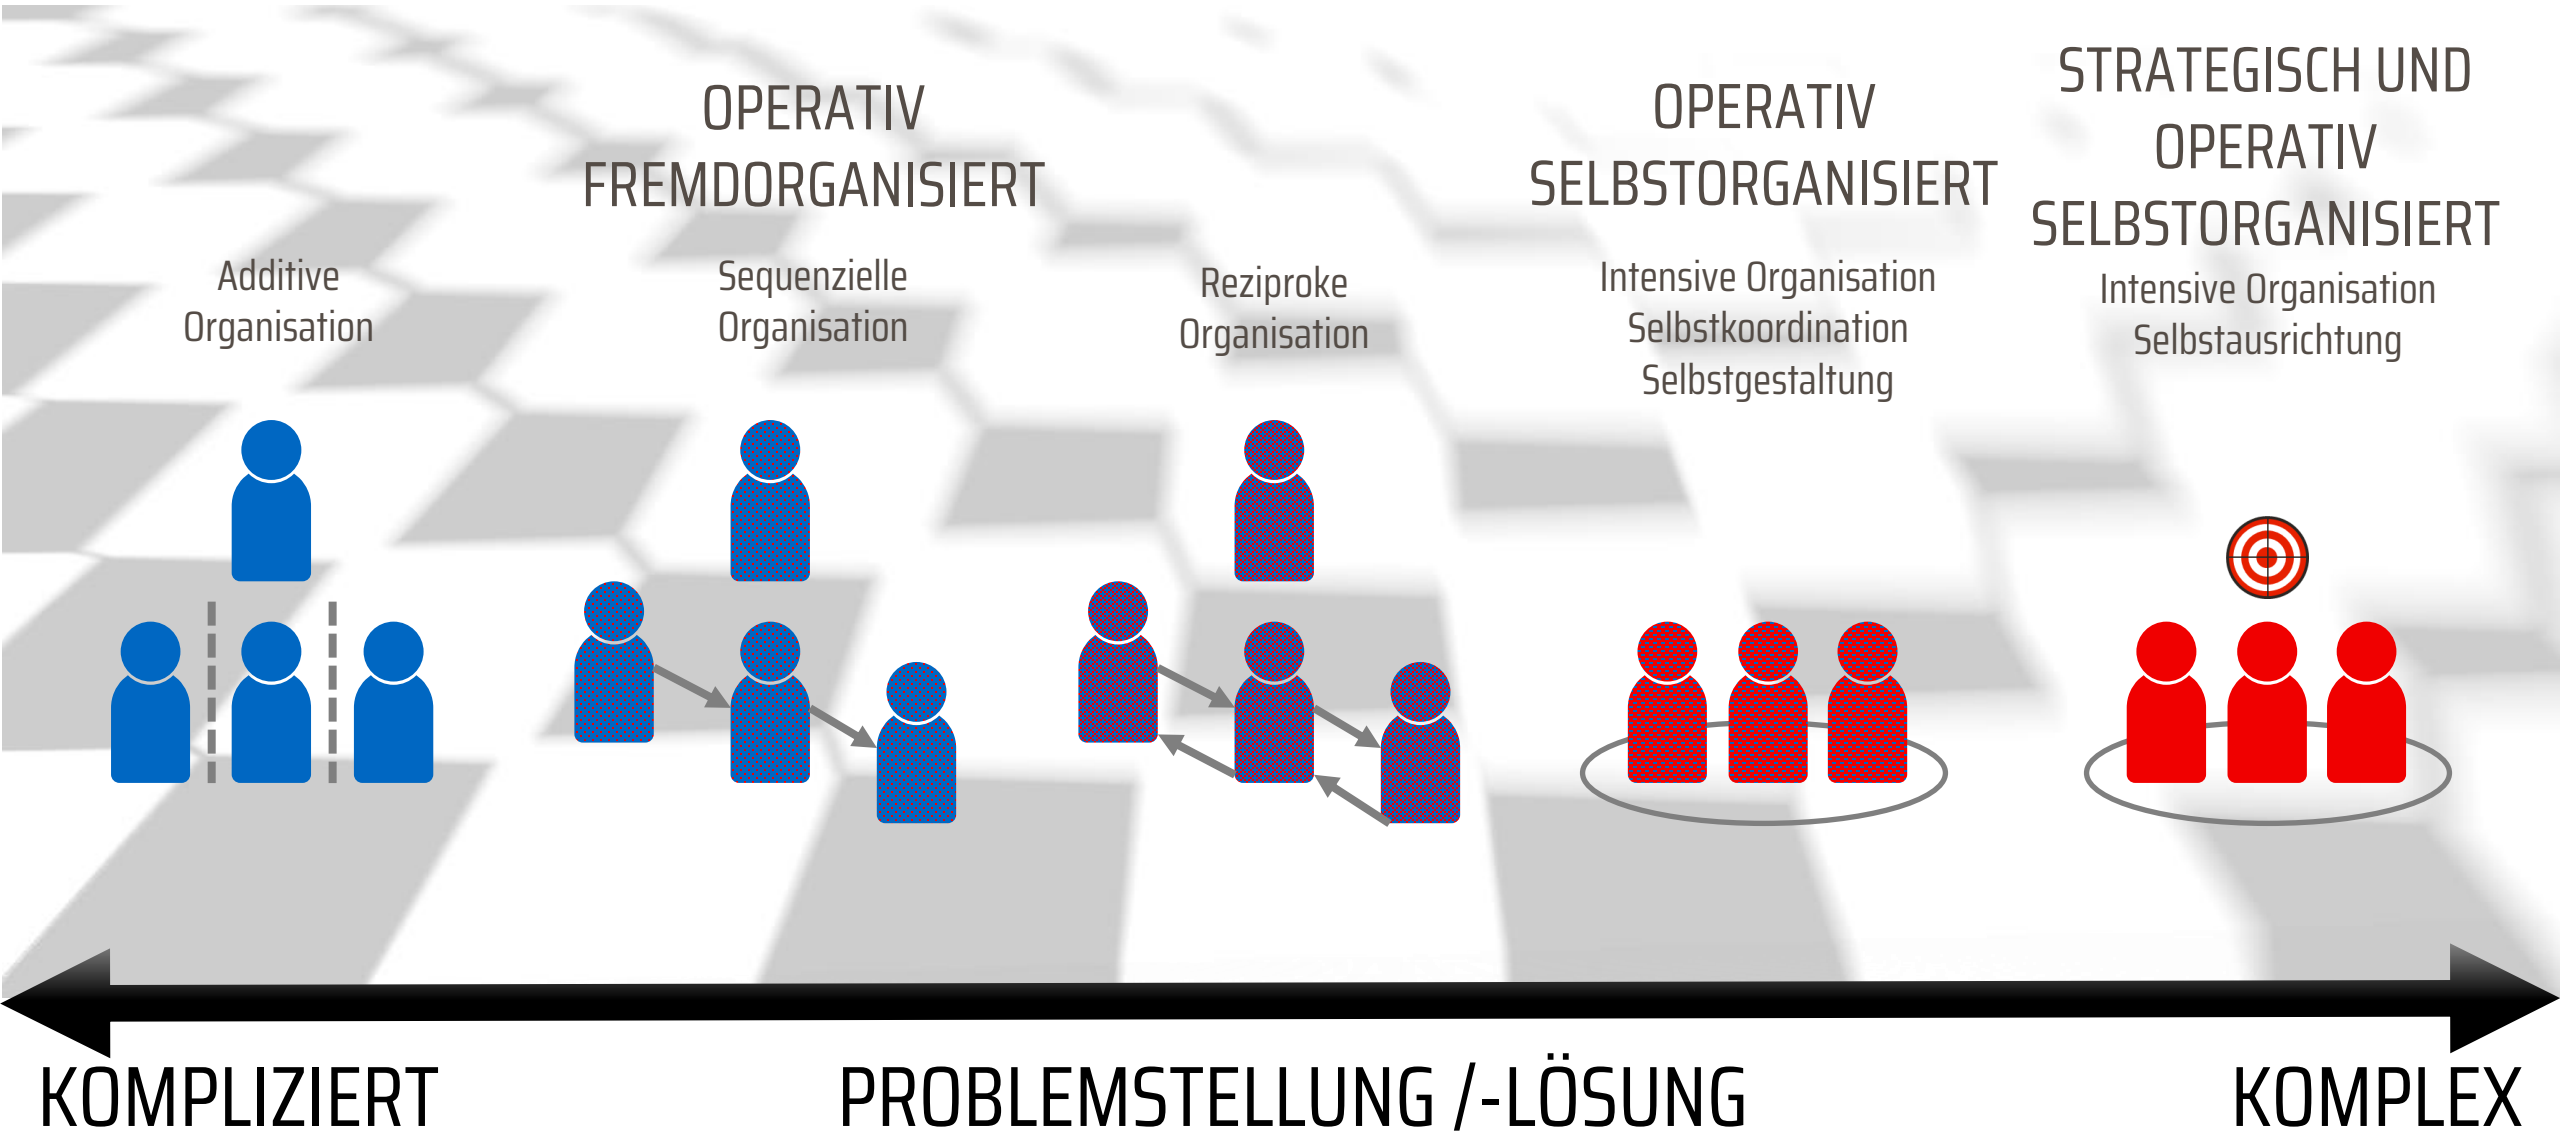 OPERATIV
FREMDORGANISIERT
OPERATIV
SELBSTORGANISIERT
STRATEGISCH UND
OPERATIV
SELBSTORGANISIERT
Additive
Organisation
Sequenzielle
Organisation
Reziproke
Organisation
Intensive Organisation
Selbstkoordination
Selbstgestaltung
Intensive Organisation
Selbstausrichtung
KOMPLIZIERT
PROBLEMSTELLUNG /-LÖSUNG
KOMPLEX